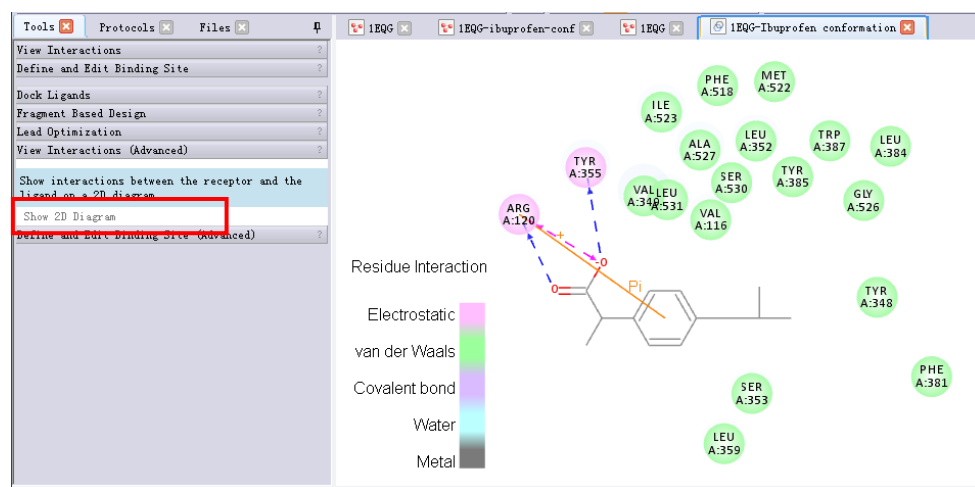 Tools Protocols Files
View Interactions ?
Define and Edit Binding Site ?
Dock Ligands ?
Fragment Based Design ?
Lead Optimization ?
View Interactions (Advanced) ?
Show interactions between the receptor and the
ligand on a 2D diagram
Show 2D Diagram
Define and Edit Binding Site (Advanced) ?
1EQG 1EQG-ibuprofen-conf 1EQG 1EQG-Ibuprofen conformation
PHE
A:518
MET
A:522
ILE
A:523
ALA
A:527
LEU
A:352
TRP
A:387
LEU
A:384
TYR
A:355
SER
A:530
TYR
A:385
VAL
A:349
LEU
A:531
GLY
A:526
ARG
A:120
VAL
A:116
+
-O
O
Pi
TYR
A:348
PHE
A:381
SER
A:353
LEU
A:359
Residue Interaction
Electrostatic
van der Waals
Covalent bond
Water
Metal